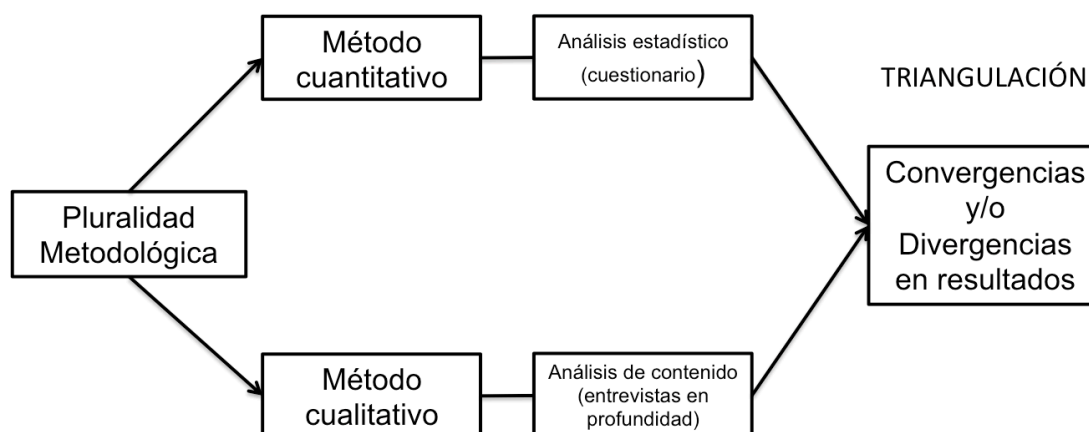 Método
cuantitativo
Análisis estadístico
(cuestionario)
TRIANGULACIÓN
Pluralidad
Metodológica
Convergencias
y/o
Divergencias
en resultados
Método
cualitativo
Análisis de contenido
(entrevistas en
profundidad)